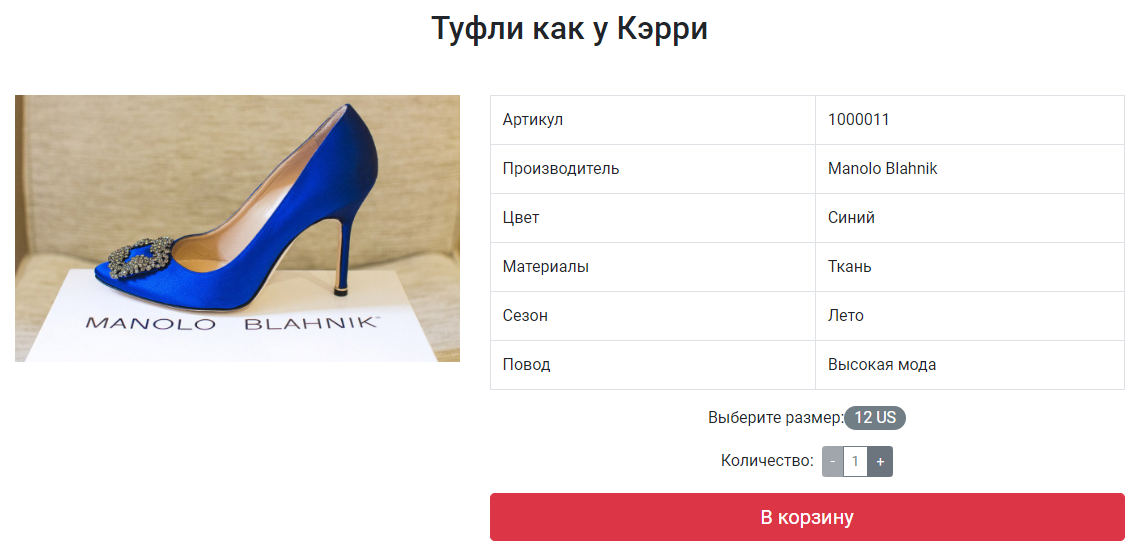 Туфли как у Кэрри
MANOLO BLAHNIK
Артикул 1000011
Производитель Manolo Blahnik
Цвет Синий
Материалы Ткань
Сезон Лето
Повод Высокая мода
Выберите размер: 12 US
Количество: - 1 +
В корзину